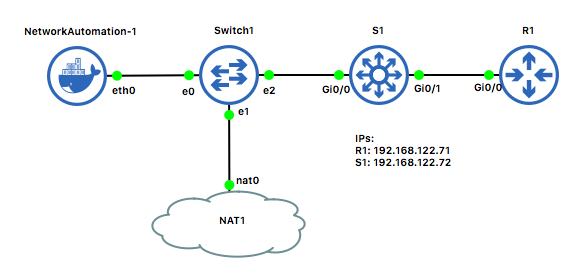 NetworkAutomation-1
Switch1
S1
R1
eth0
e0
e2
Gi0/0
Gi0/1
Gi0/0
e1
IPs:
R1: 192.168.122.71
S1: 192.168.122.72
nat0
NAT1